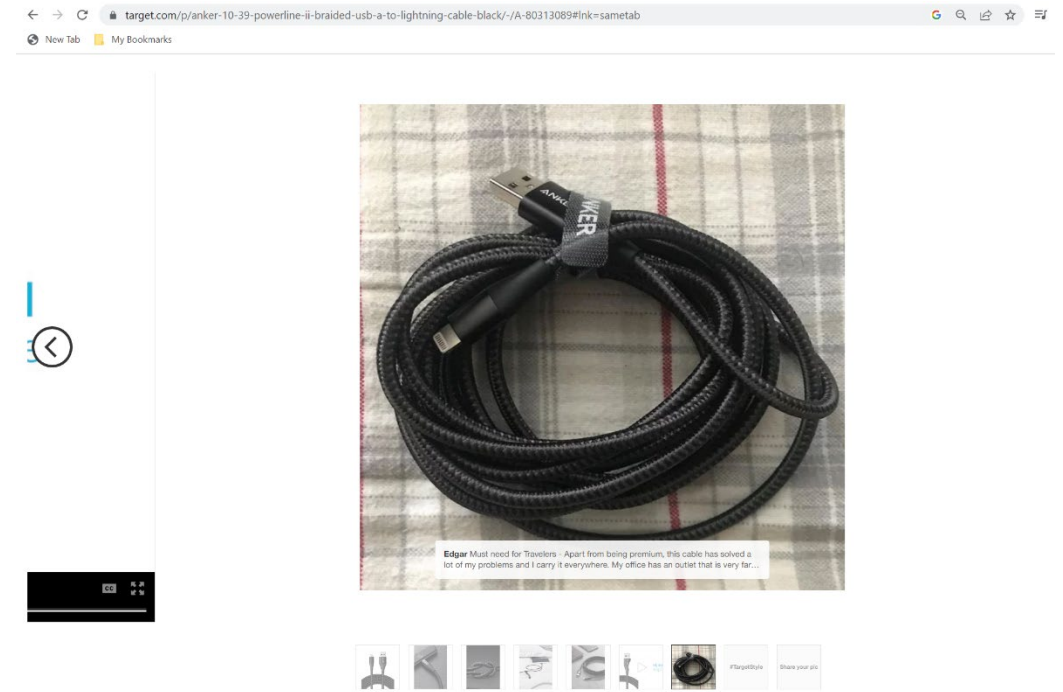 target.com/p/anker-10-39-powerline-ii-braided-usb-a-to-lightning-cable-black/-/A-80313089#lnk=sametab
New Tab
My Bookmarks
ANKER
Edgar Must need for Travelers - Apart from being premium, this cable has solved a
lot of my problems and I carry it everywhere. My office has an outlet that is very far...
CC
#TargetStyle
Share your pic